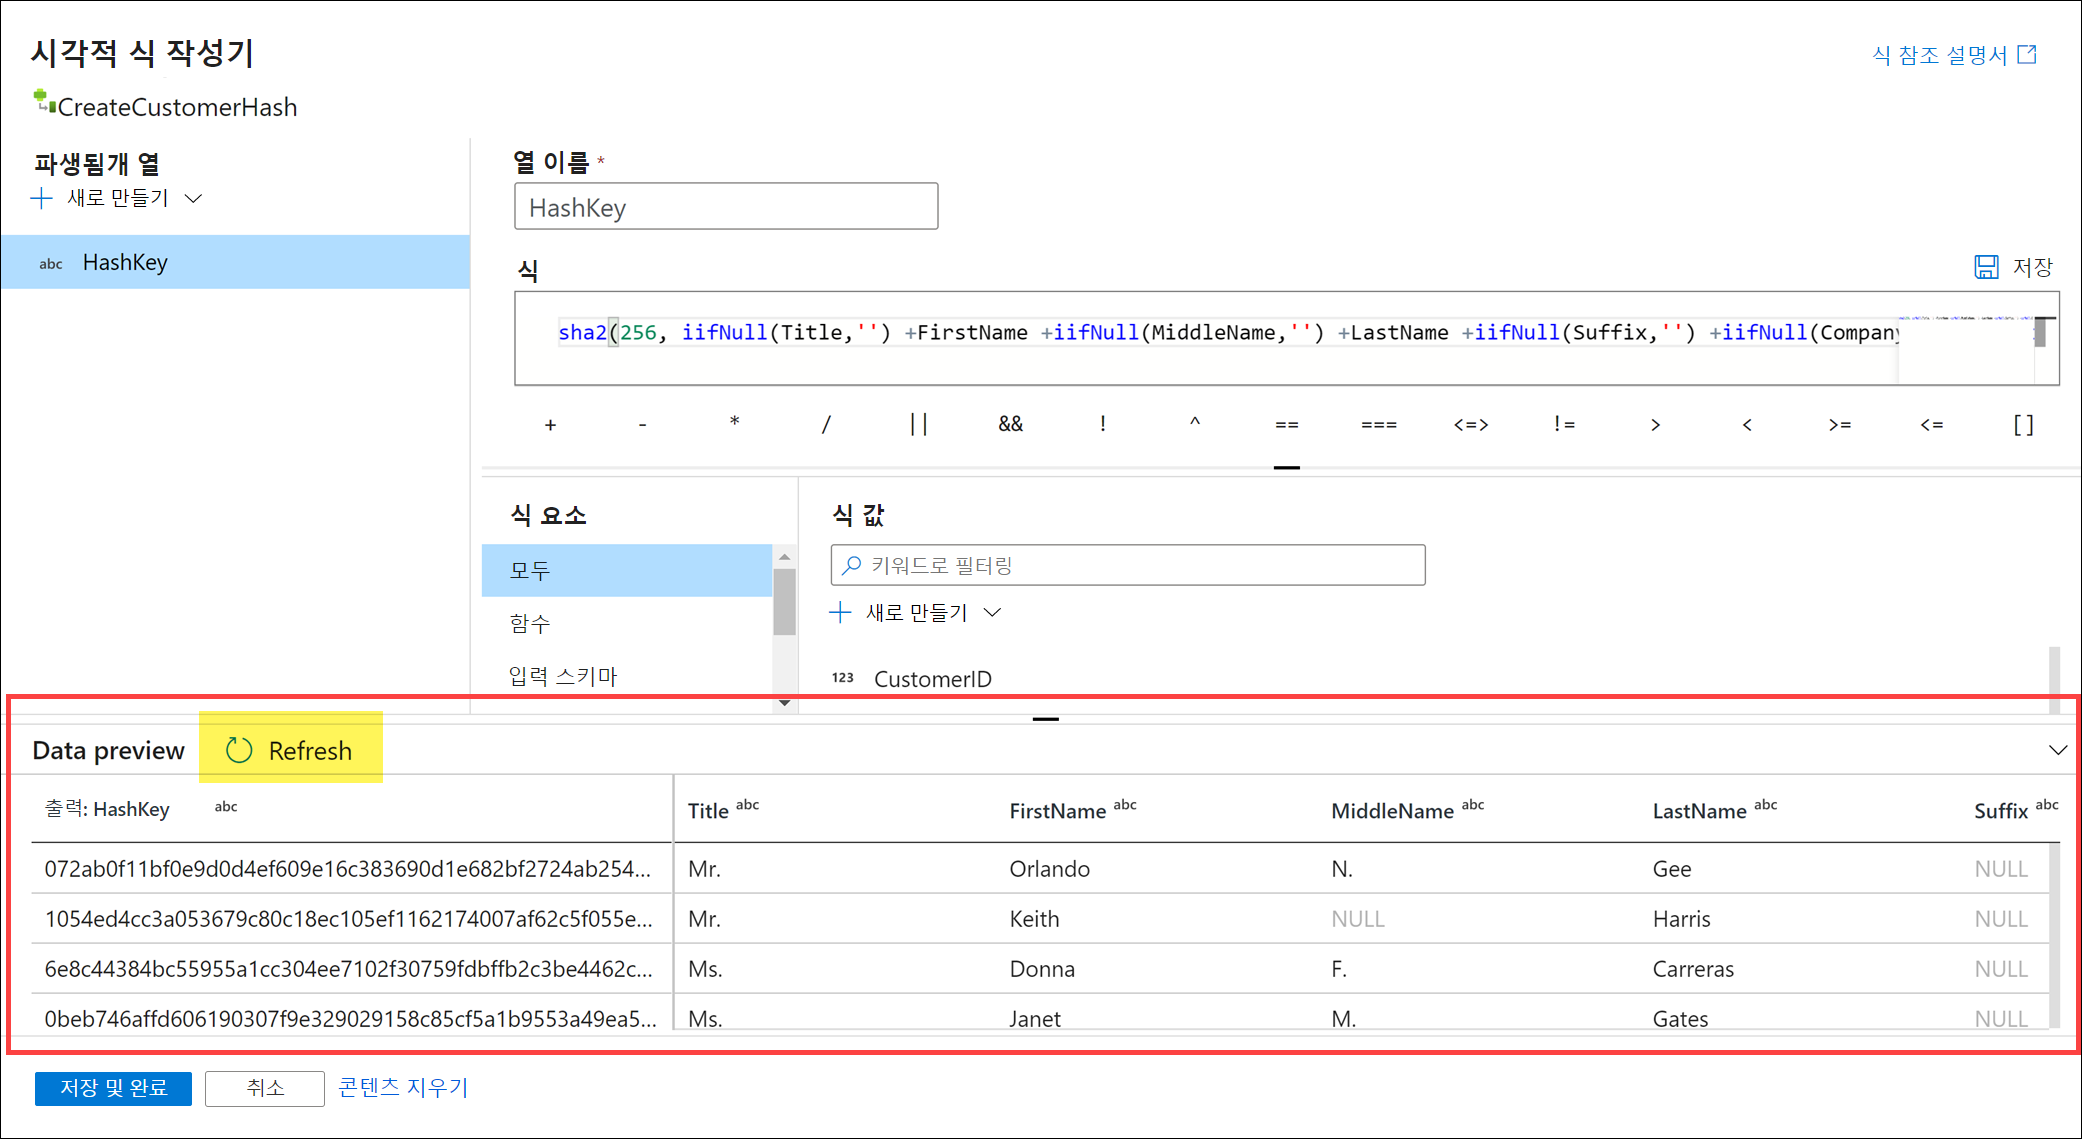 시각적 식 작성기
식 참조 설명서
CreateCustomerHash
파생됨개 열
새로 만들기
abc HashKey
열 이름 *
HashKey
식
저장
sha2(256, iifNull(Title,'') +FirstName +iifNull(MiddleName,'') +LastName +iifNull(Suffix,'') +iifNull(Company
+ - * / || && ! ^ == === <=> != > < >= <= []
식 요소
모두
함수
입력 스키마
식 값
키워드로 필터링
새로 만들기
123 CustomerID
Data preview Refresh
출력: HashKey abc Title abc FirstName abc MiddleName abc LastName abc Suffix abc
072ab0f11bf0e9d0d4ef609e16c383690d1e682bf2724ab254... Mr. Orlando N. Gee NULL
1054ed4cc3a053679c80c18ec105ef1162174007af62c5f055e... Mr. Keith NULL Harris NULL
6e8c44384bc55955a1cc304ee7102f30759fdbffb2c3be4462c... Ms. Donna F. Carreras NULL
0beb746affd606190307f9e329029158c85cf5a1b9553a49ea5... Ms. Janet M. Gates NULL
저장 및 완료 취소 콘텐츠 지우기